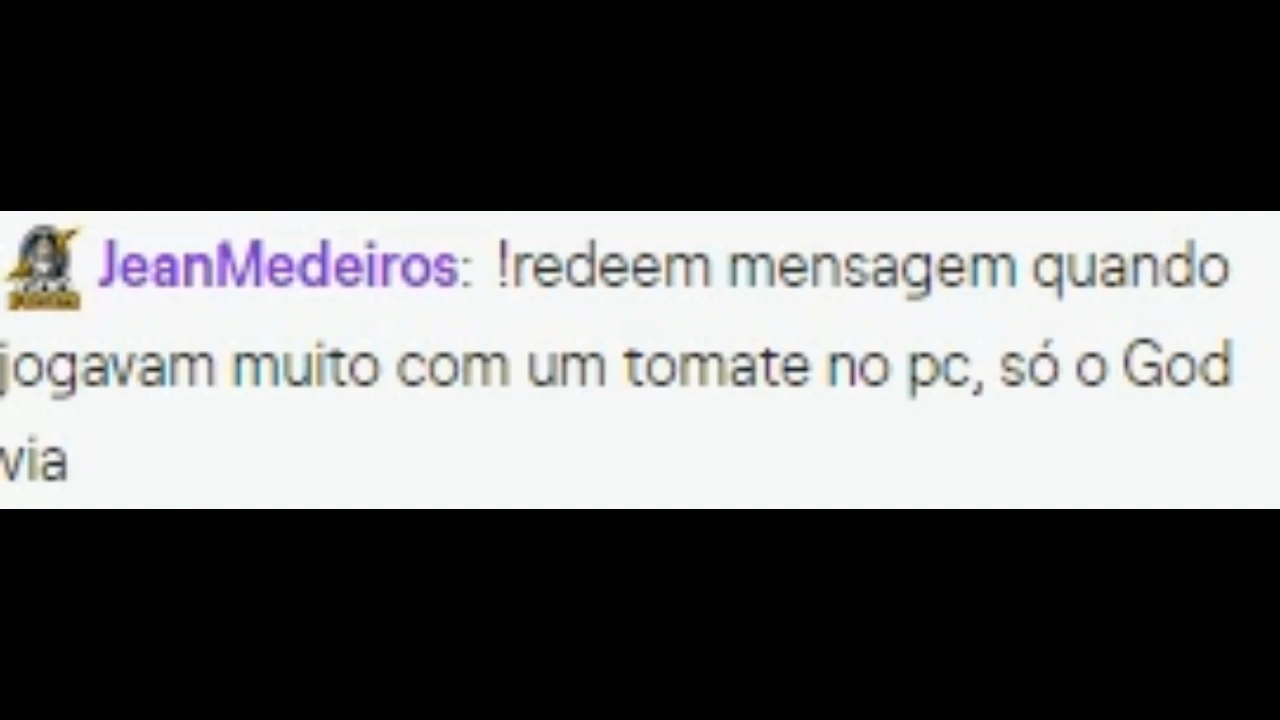 JeanMedeiros: !redeem mensagem quando
jogavam muito com um tomate no pc, só o God
via